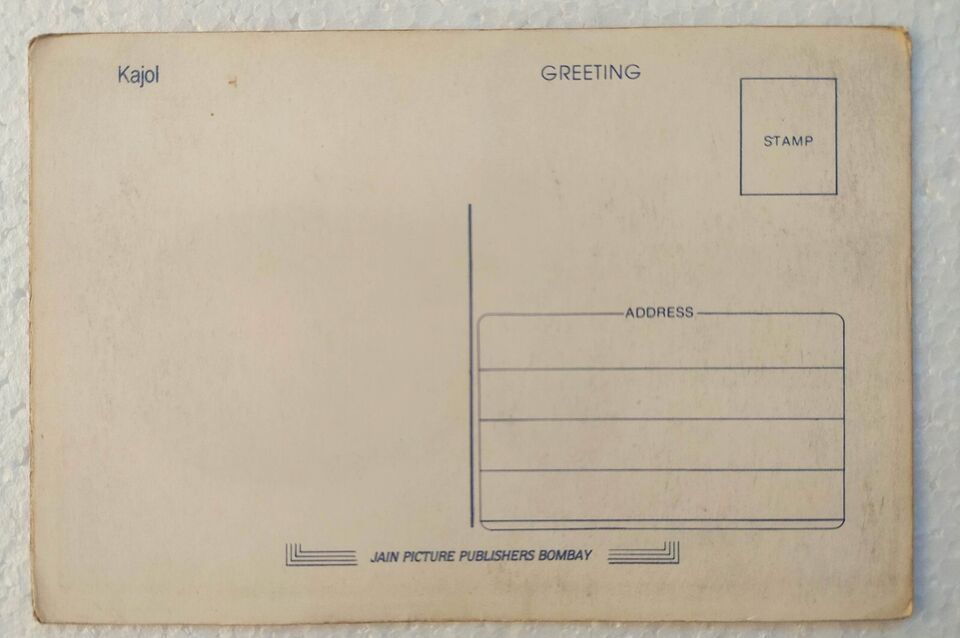 Kajol
GREETING
STAMP
ADDRESS
JAIN PICTURE PUBLISHERS BOMBAY